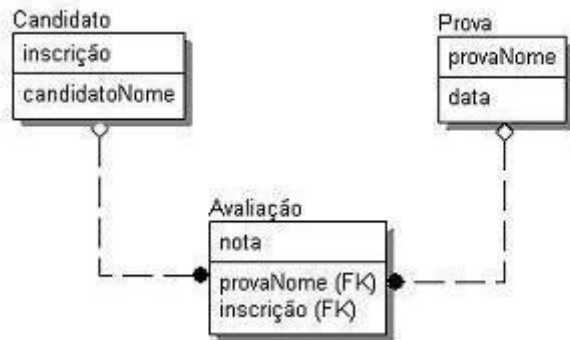 Candidato
inscrição
candidatoNome
Prova
provaNome
data
Avaliação
nota
provaNome (FK)
inscrição (FK)